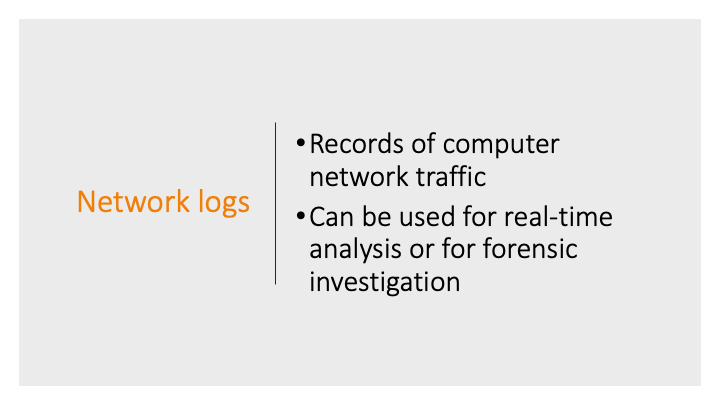 Network logs
•Records of computer
network traffic
•Can be used for real-time
analysis or for forensic
investigation